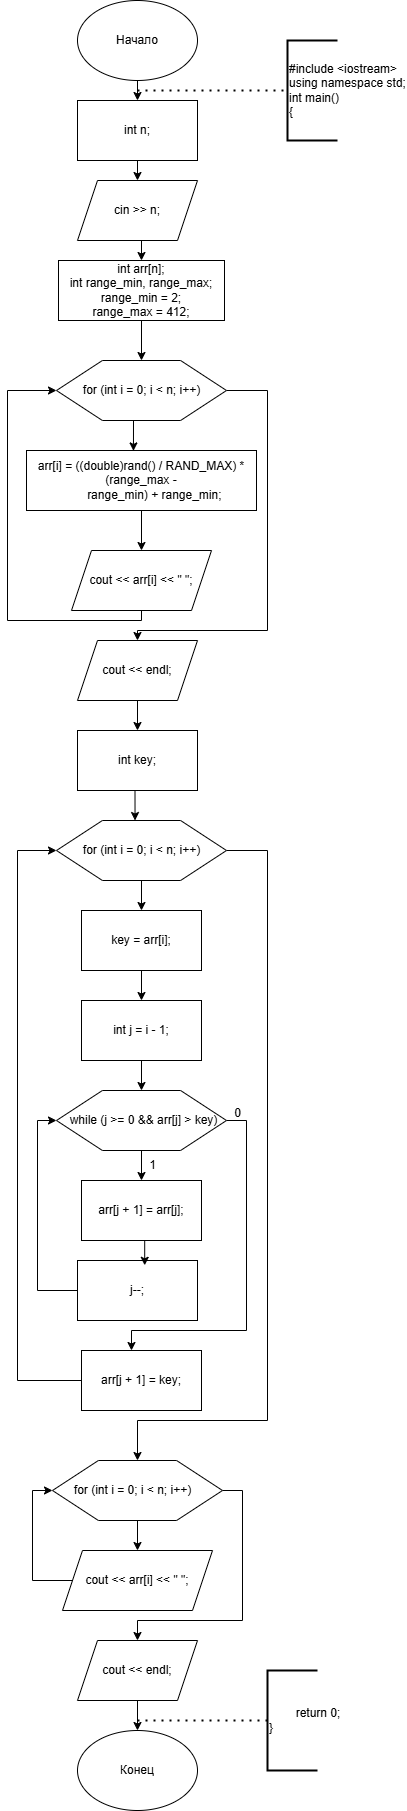 Начало
#include <iostream>
using namespace std;
int main()
{
int n;
cin >> n;
int arr[n];
int range_min, range_max;
range_min = 2;
range_max = 412;
for (int i = 0; i < n; i++)
arr[i] = ((double)rand() / RAND_MAX) *
(range_max -
range_min) + range_min;
cout << arr[i] << " ";
cout << endl;
int key;
for (int i = 0; i < n; i++)
key = arr[i];
int j = i - 1;
while (j >= 0 && arr[j] > key)
0
1
arr[j + 1] = arr[j];
j--;
arr[j + 1] = key;
for (int i = 0; i < n; i++)
cout << arr[i] << " ";
cout << endl;
return 0;
}
Конец